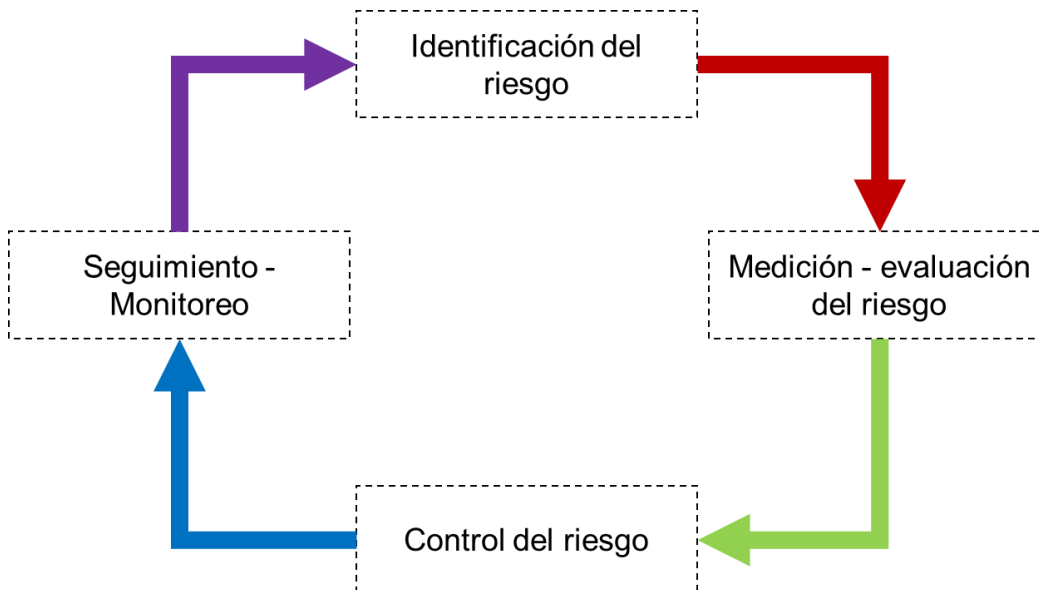 Identificación del
riesgo
Seguimiento -
Monitoreo
Medición - evaluación
del riesgo
Control del riesgo